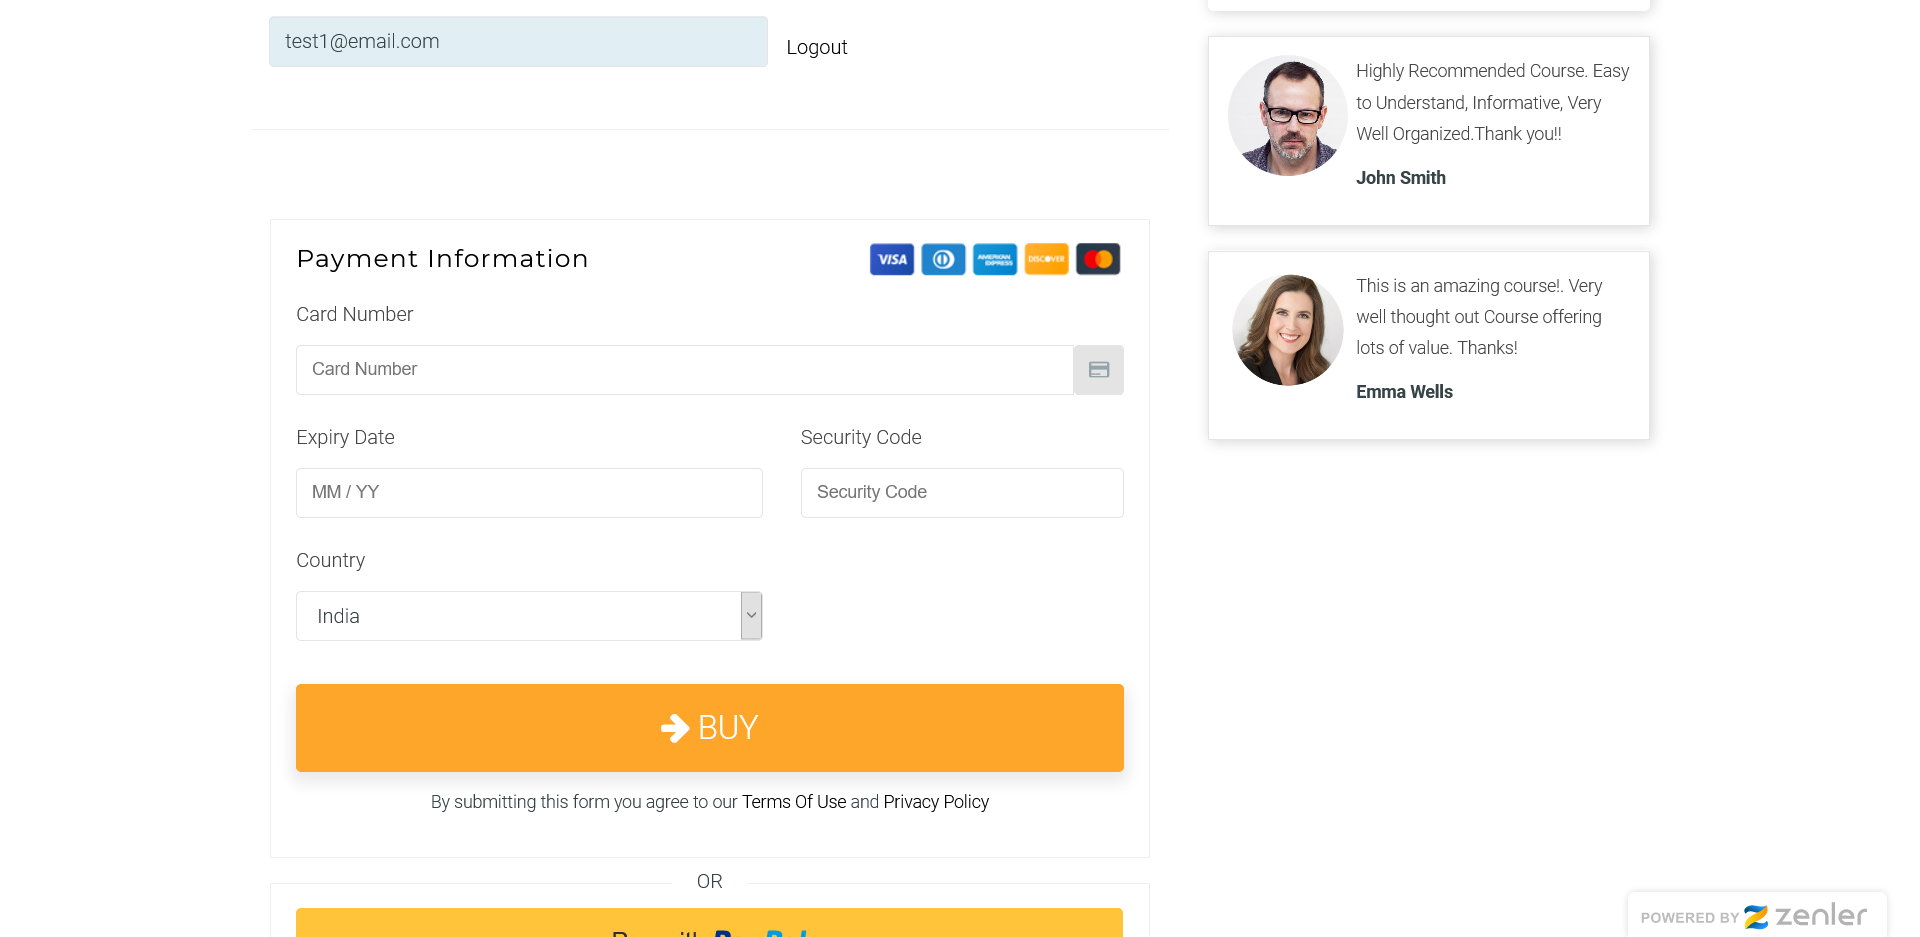 test1@email.com
Logout
Payment Information
VISA
AMERICAN
EXPRESS
DISCOVER
Card Number
Card Number
Expiry Date
Security Code
MM / YY
Security Code
Country
India
BUY
By submitting this form you agree to our Terms Of Use and Privacy Policy
OR
Highly Recommended Course. Easy
to Understand, Informative, Very
Well Organized.Thank you!!
John Smith
This is an amazing course!. Very
well thought out Course offering
lots of value. Thanks!
Emma Wells
POWERED BY zenler